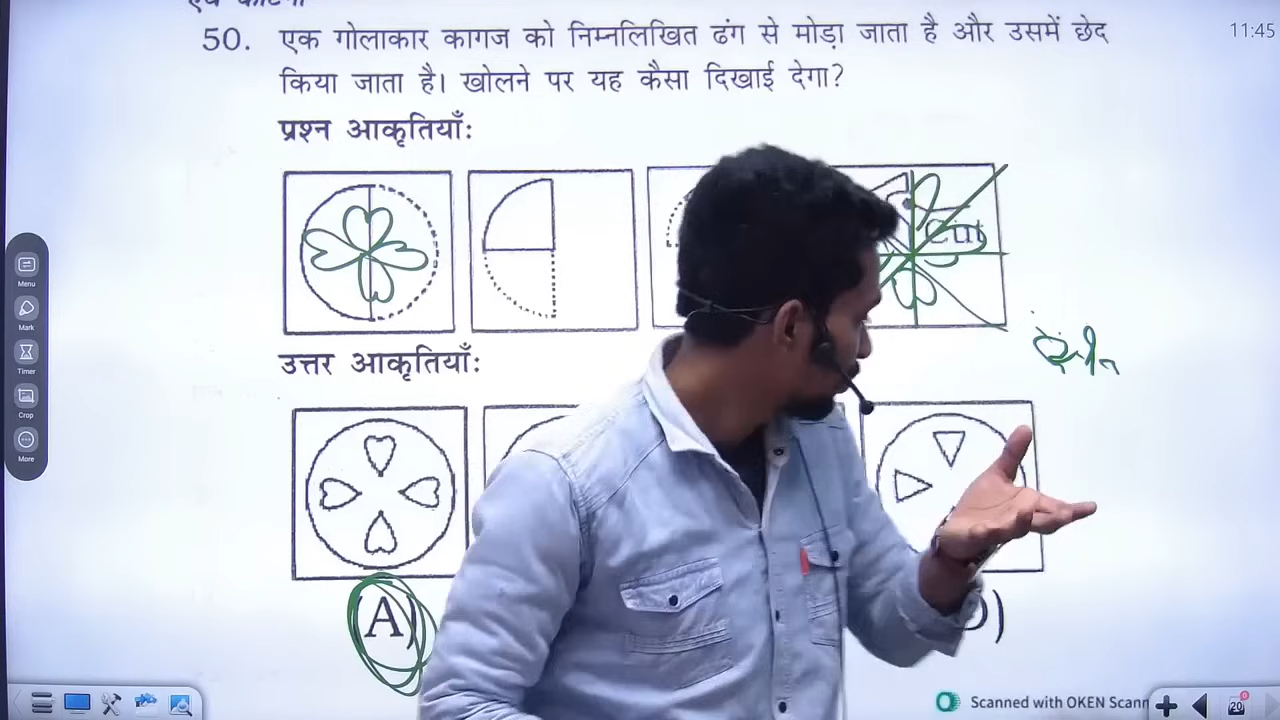 50. एक गोलाकार कागज को निम्नलिखित ढंग से मोड़ा जाता है और उसमें छेद
किया जाता है। खोलने पर यह कैसा दिखाई देगा?
प्रश्न आकृतियाँ:
Cut
उत्तर आकृतियाँ:
(A)
D)
11:45
Menu
Mark
Timer
Crop
More
Scanned with OKEN Scann
20